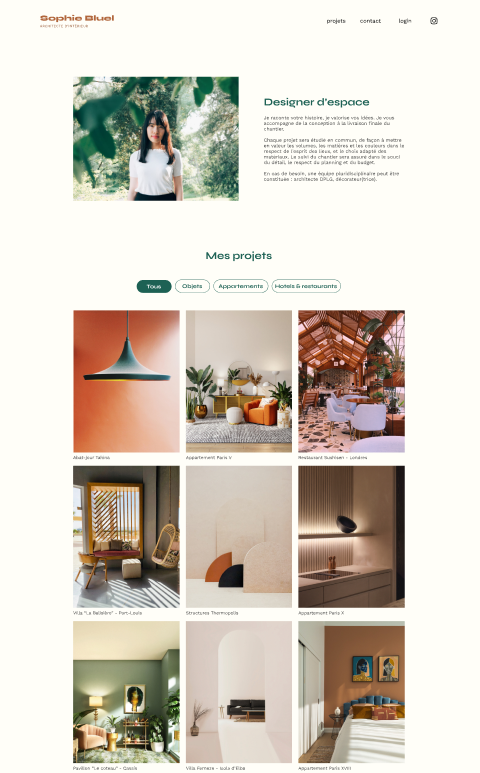 Sophie Bluel
ARCHITECTE D'INTÉRIEUR
projets
contact
login
Designer d'espace
Je raconte votre histoire, je valorise vos idées. Je vous
accompagne de la conception à la livraison finale du
chantier.
Chaque projet sera étudié en commun, de façon à mettre
en valeur les volumes, les matières et les couleurs dans le
respect de l'esprit des lieux, et le choix adapté des
matériaux. Le suivi du chantier sera assuré dans le souci
du détail, le respect du planning et du budget.
En cas de besoin, une équipe pluridisciplinaire peut être
constituée : architecte DPLG, décorateur(trice).
Mes projets
Tous
Objets
Appartements
Hotels & restaurants
Abat-jour Tahina
Appartement Paris V
Restaurant Sushisen - Londres
Villa "La Balisière" - Port-Louis
Structures Thermopolis
Appartement Paris X
Pavillon "Le coteau" - Cassis
Villa Ferneze - Isola d'Elba
Appartement Paris XVIII